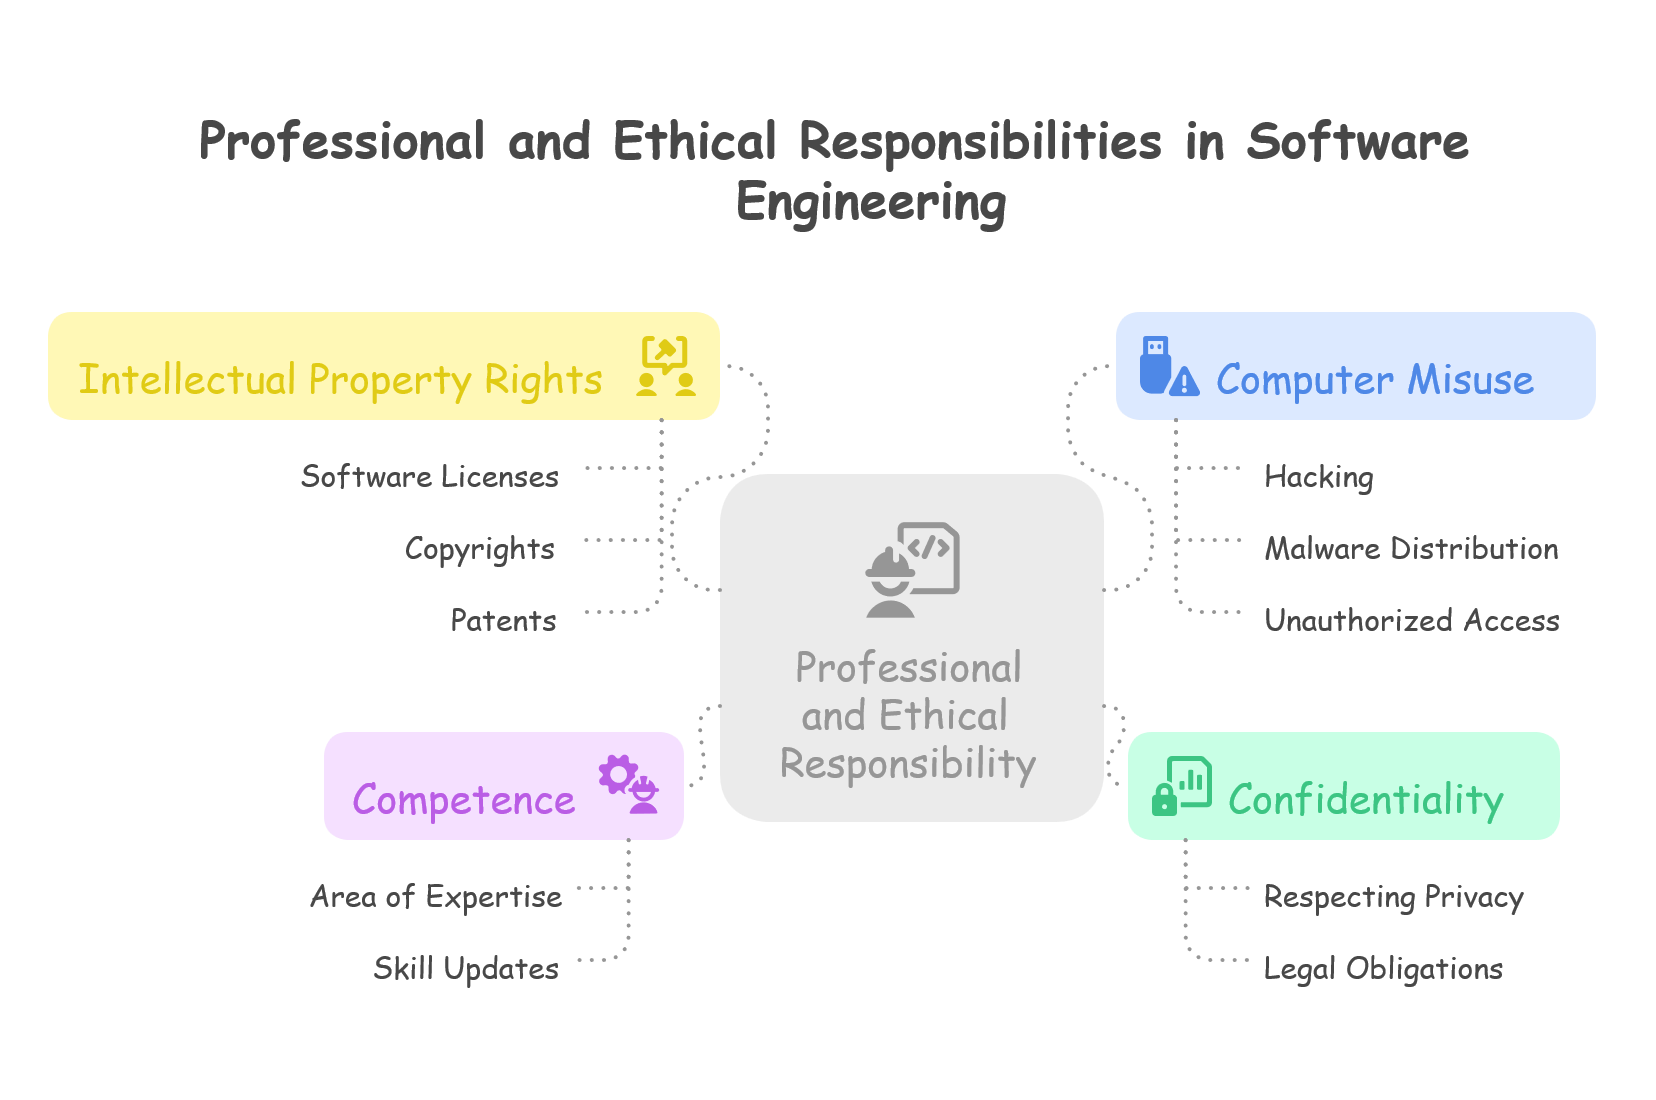 Professional and Ethical Responsibilities in Software
Engineering
Intellectual Property Rights
Software Licenses
Copyrights
Patents
Computer Misuse
Hacking
Malware Distribution
Unauthorized Access
Professional
and Ethical
Responsibility
Competence
Area of Expertise
Skill Updates
Confidentiality
Respecting Privacy
Legal Obligations